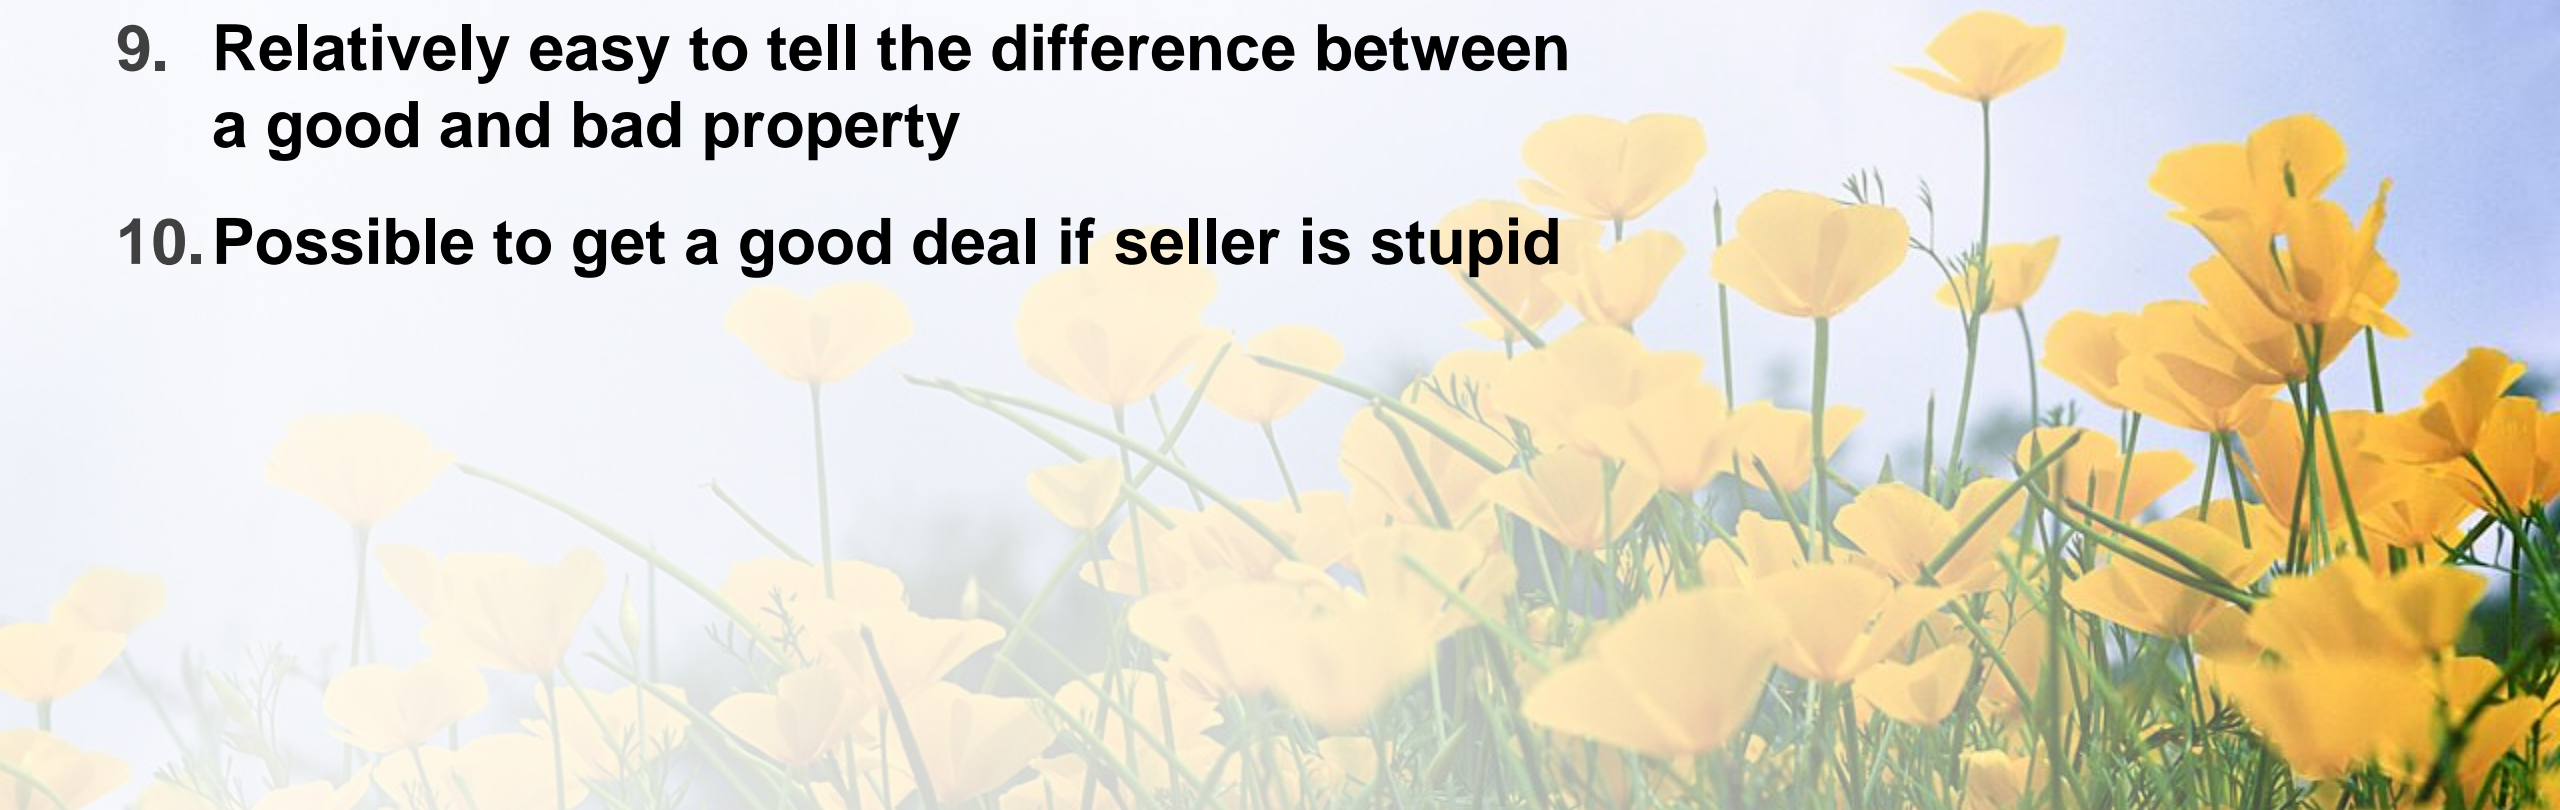 9. Relatively easy to tell the difference between
a good and bad property
10. Possible to get a good deal if seller is stupid